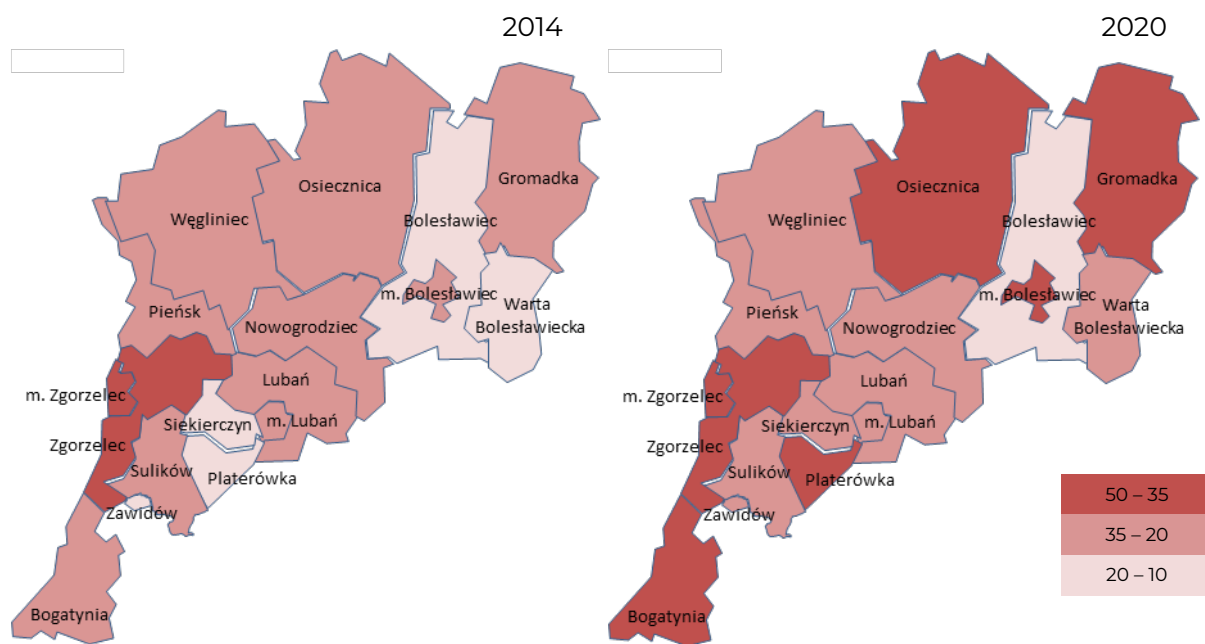 2014
Osiecznica
Gromadka
Węgliniec
Bolesławiec
m. Bolesławiec
Warta
Bolesławiecka
Pieńsk
Nowogrodziec
Lubań
m. Zgorzelec
Siekierczyn
m. Lubań
Zgorzelec
Sulików
Platerówka
Zawidów
Bogatynia
2020
Osiecznica
Gromadka
Węgliniec
Bolesławiec
m. Bolesławiec
Warta
Bolesławiecka
Pieńsk
Nowogrodziec
Lubań
m. Zgorzelec
Siekierczyn
m. Lubań
Zgorzelec
Sulików
Platerówka
Zawidów
Bogatynia
50 – 35
35 – 20
20 – 10